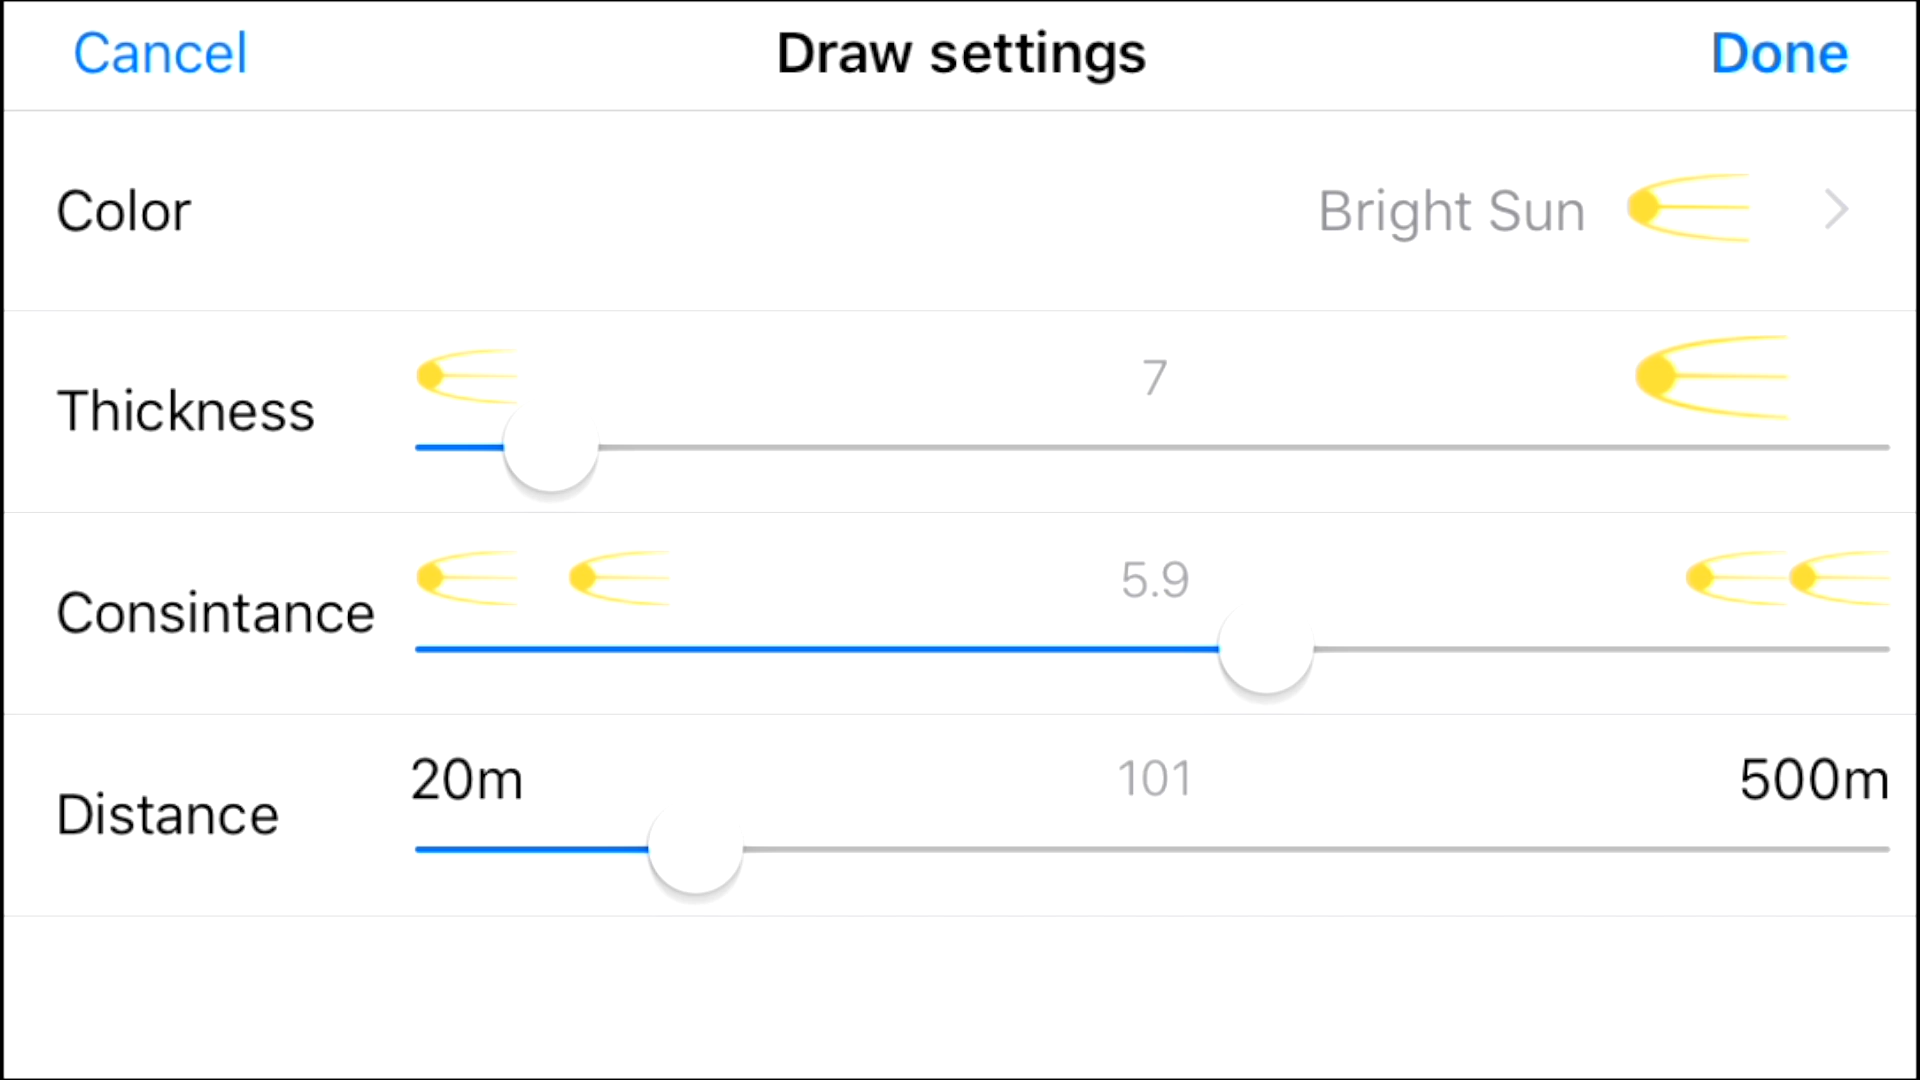 Cancel Draw settings Done
Color Bright Sun
Thickness 7
Consintance 5.9
Distance 20m 101 500m